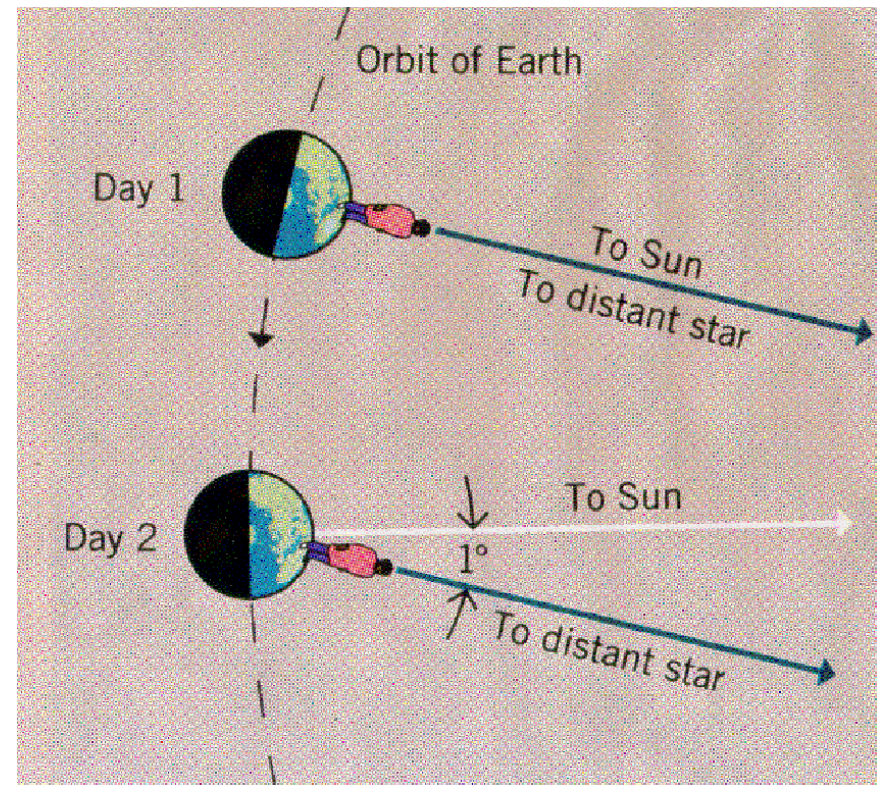 Orbit of Earth
Day 1
To Sun
To distant star
Day 2
To Sun
1°
To distant star